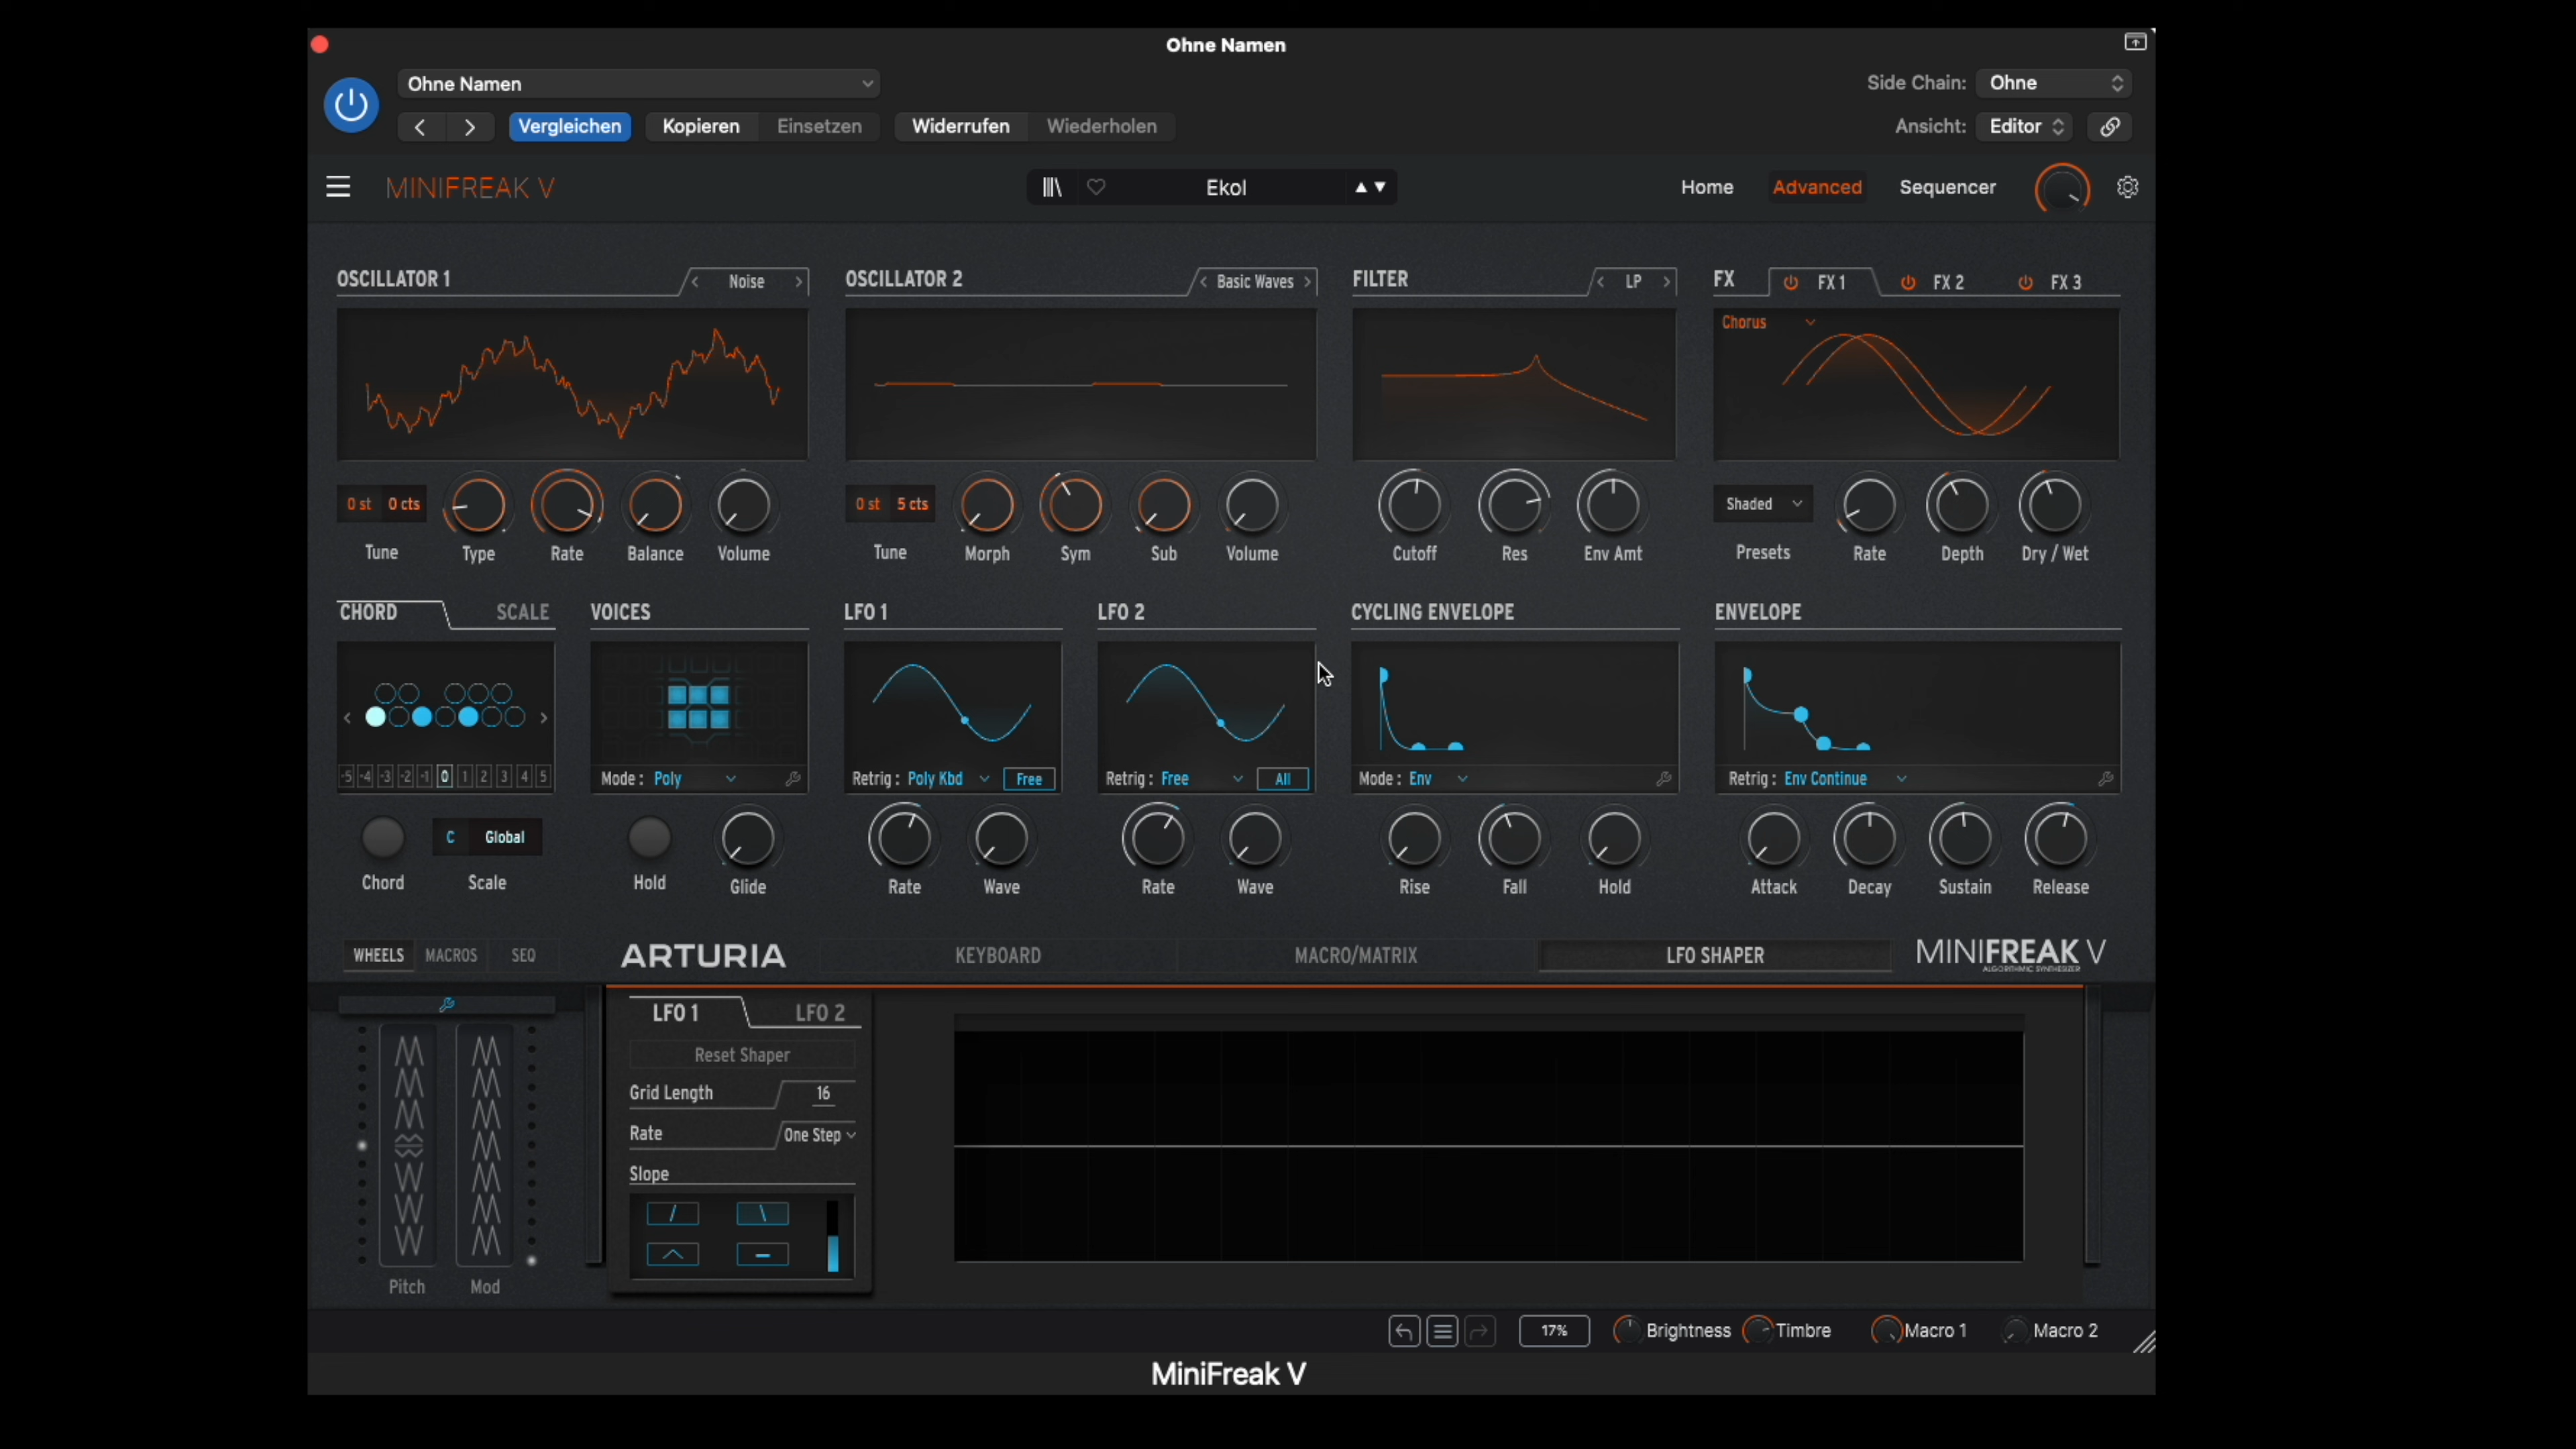 Ohne Namen
Ohne Namen
Side Chain: Ohne
Vergleichen Kopieren Einsetzen Widerrufen Wiederholen
Ansicht: Editor
MINIFREAK V
Ekol
Home Advanced Sequencer
OSCILLATOR 1 Noise
OSCILLATOR 2 Basic Waves
FILTER LP
FX FX 1 FX 2 FX 3
Chorus
0 st 0 cts
0 st 5 cts
Shaded
Tune Type Rate Balance Volume
Tune Morph Sym Sub Volume
Cutoff Res Env Amt
Presets Rate Depth Dry / Wet
CHORD SCALE
VOICES
LFO 1
LFO 2
CYCLING ENVELOPE
ENVELOPE
-5 -4 -3 -2 -1 0 1 2 3 4 5
Mode : Poly
Retrig : Poly Kbd Free
Retrig : Free All
Mode : Env
Retrig : Env Continue
C Global
Chord Scale
Hold Glide
Rate Wave
Rate Wave
Rise Fall Hold
Attack Decay Sustain Release
WHEELS MACROS SEQ
ARTURIA
KEYBOARD
MACRO/MATRIX
LFO SHAPER
MINIFREAK V
ALGORITHMIC SYNTHESIZER
LFO 1 LFO 2
Reset Shaper
Grid Length 16
Rate One Step
Slope
Pitch Mod
17% Brightness Timbre Macro 1 Macro 2
MiniFreak V